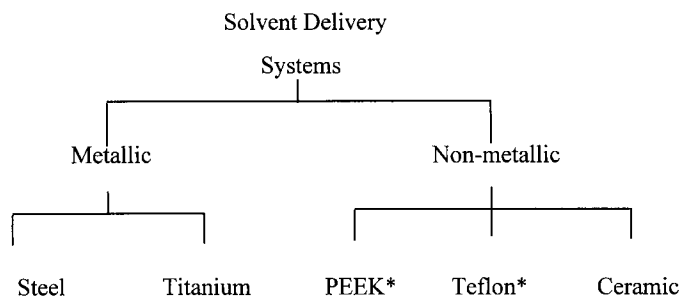 Solvent Delivery
Systems
Metallic Non-metallic
Steel Titanium PEEK* Teflon* Ceramic